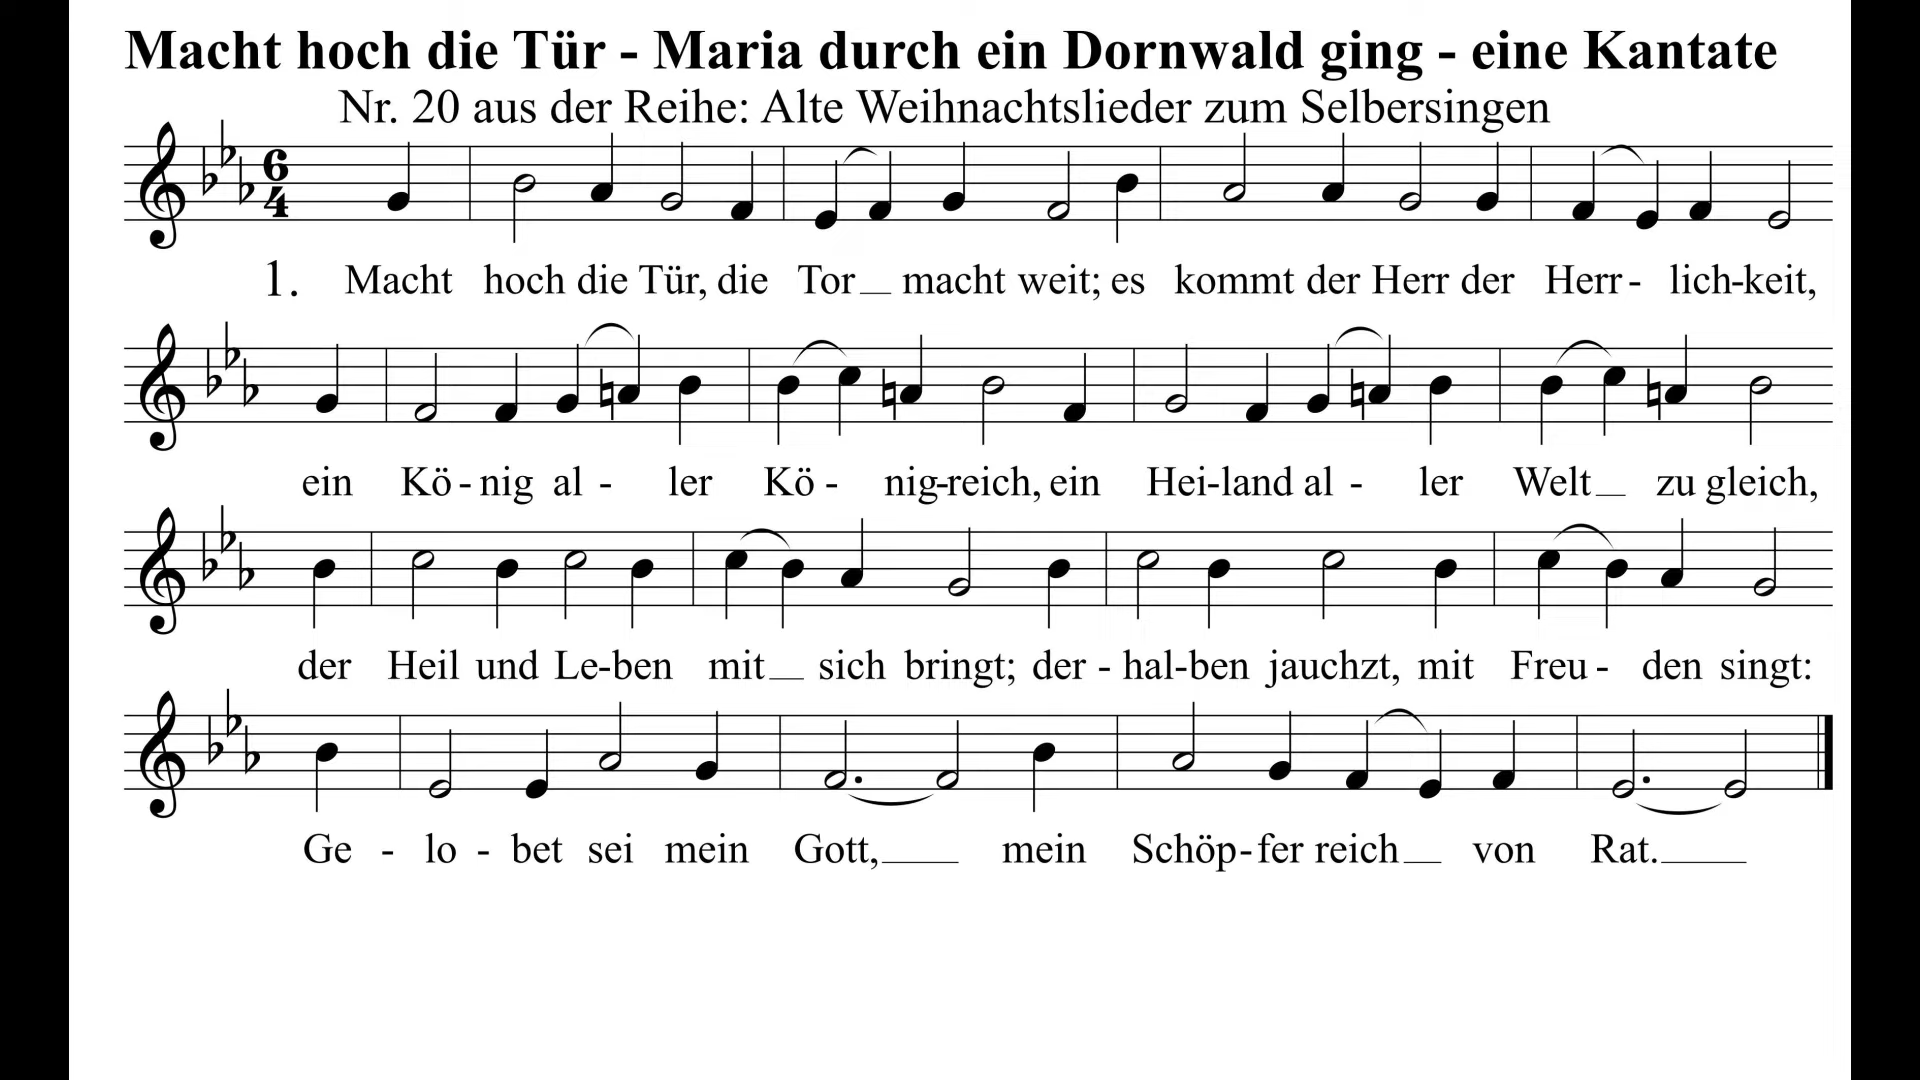 Macht hoch die Tür - Maria durch ein Dornwald ging - eine Kantate
Nr. 20 aus der Reihe: Alte Weihnachtslieder zum Selbersingen
6
4
1. Macht hoch die Tür, die Tor_ macht weit; es kommt der Herr der Herr- lich-keit,
ein Kö-nig al- ler Kö- nig-reich, ein Hei-land al- ler Welt_ zu gleich,
der Heil und Le-ben mit_ sich bringt; der-hal-ben jauchzt, mit Freu- den singt:
Ge - lo - bet sei mein Gott,_ mein Schöp-fer reich_ von Rat._